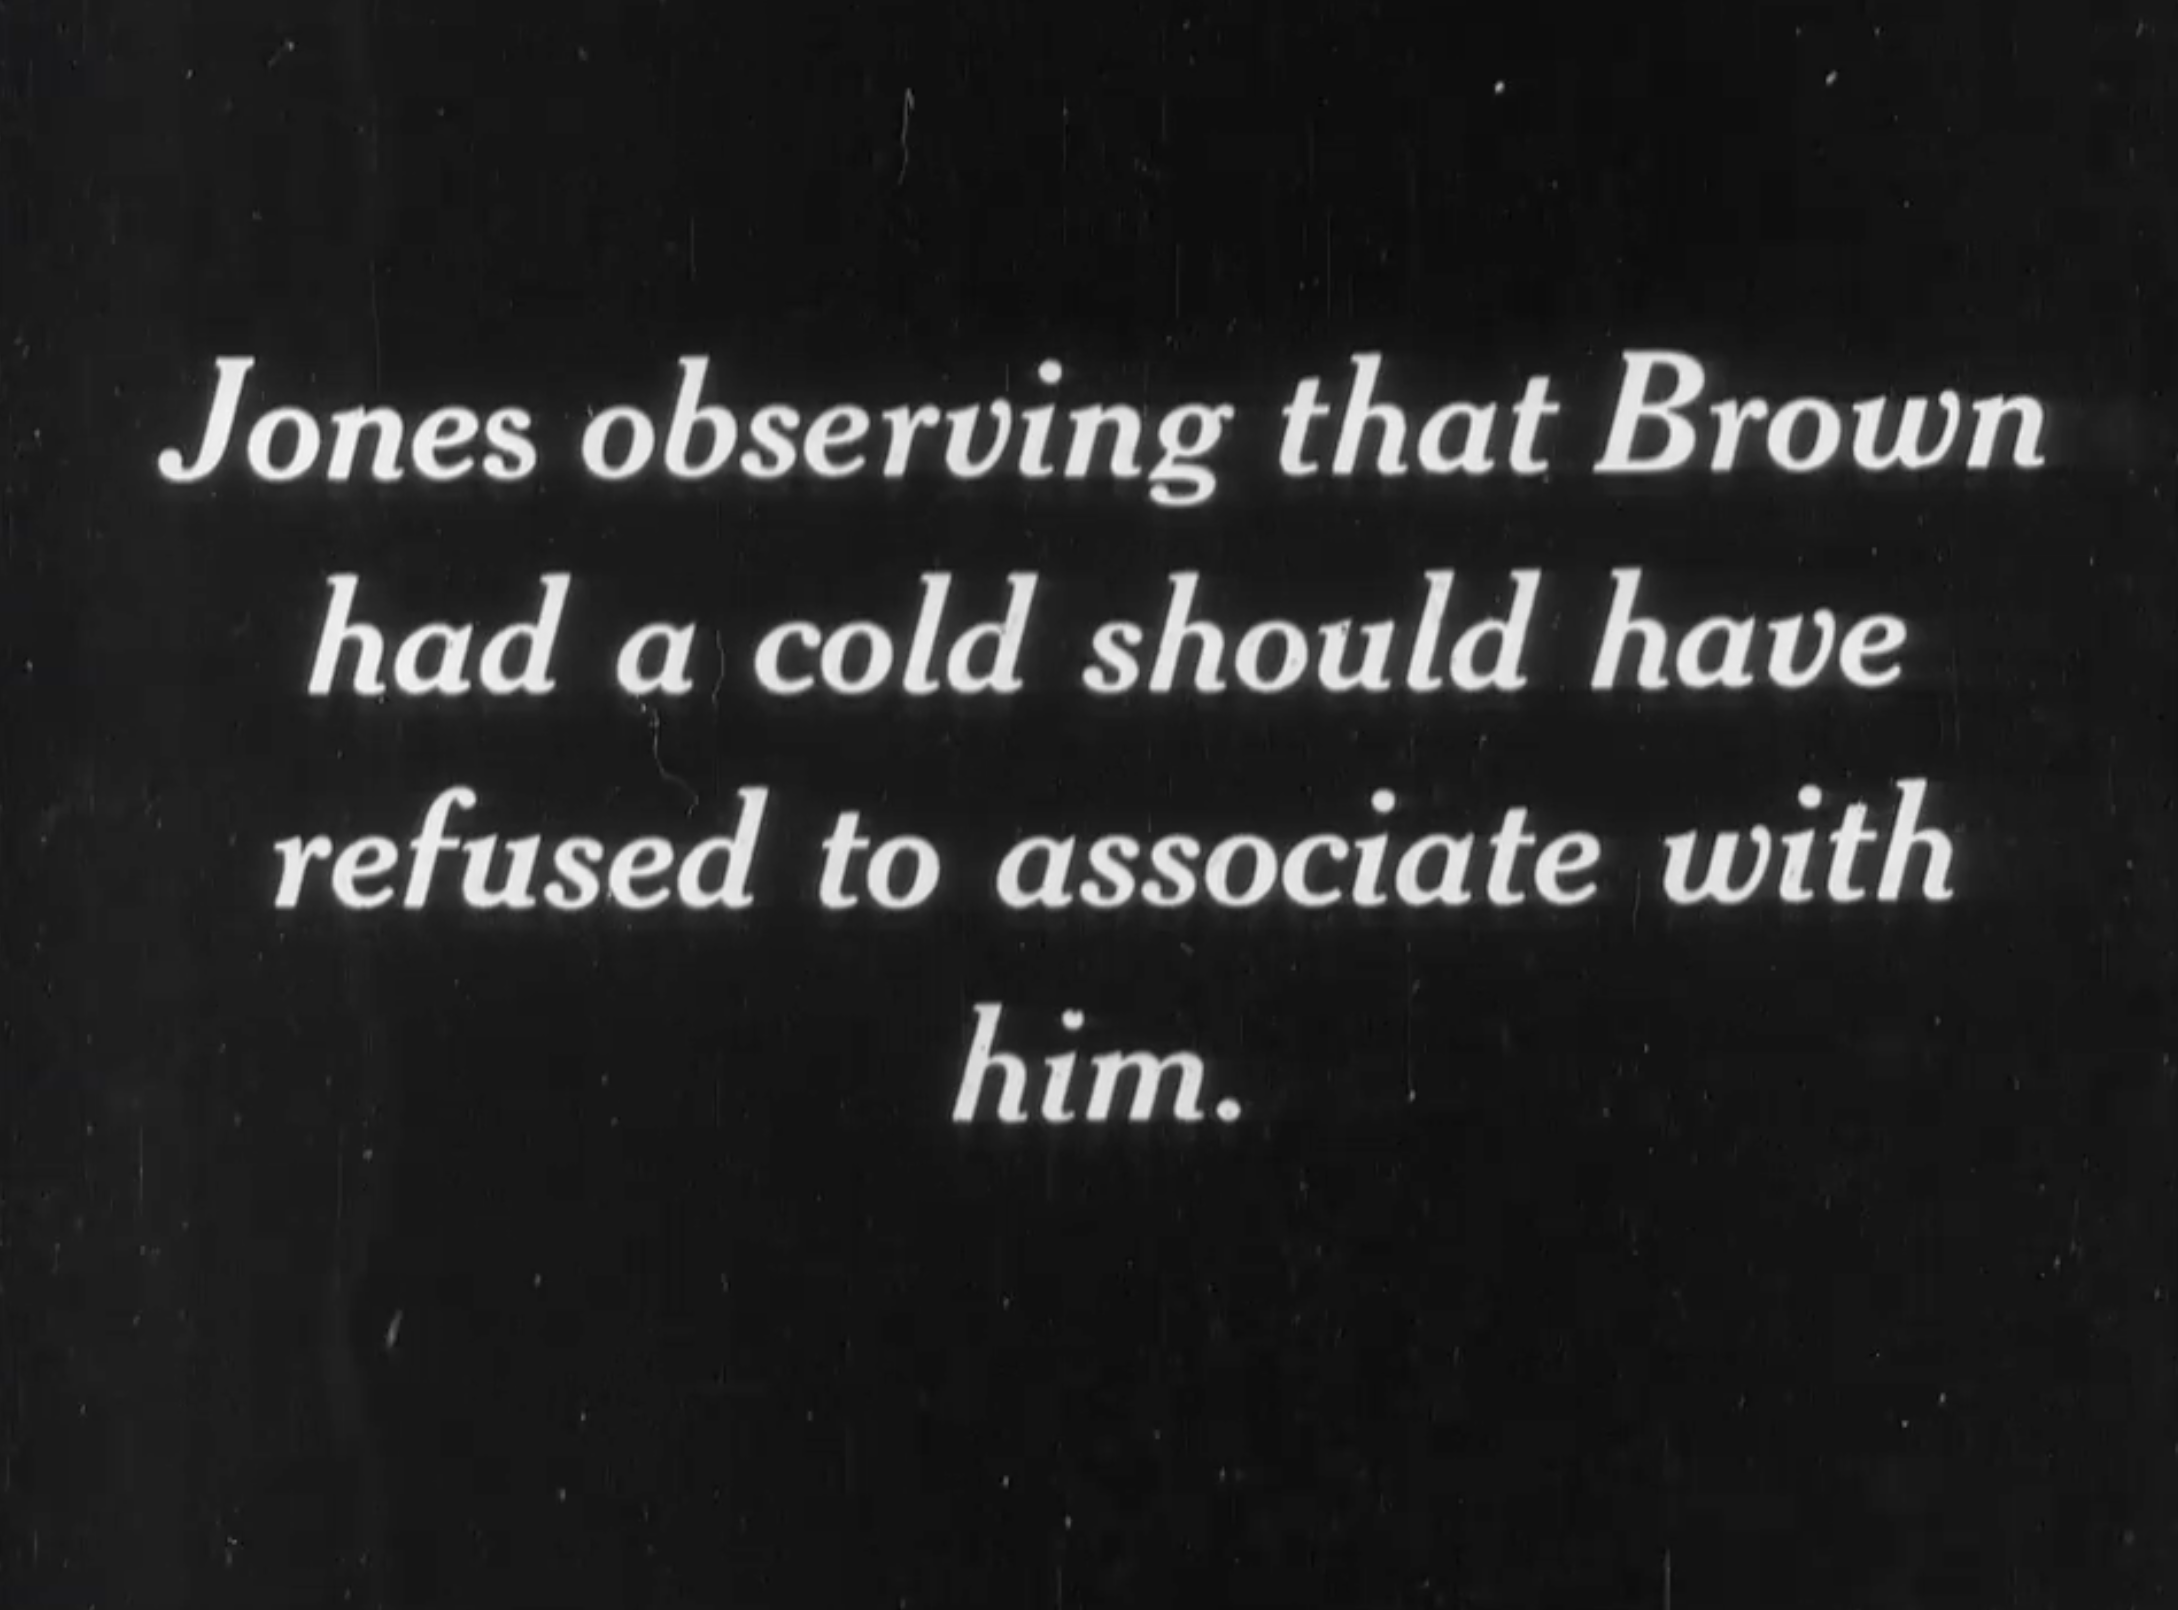 Jones observing that Brown
had a cold should have
refused to associate with
him.